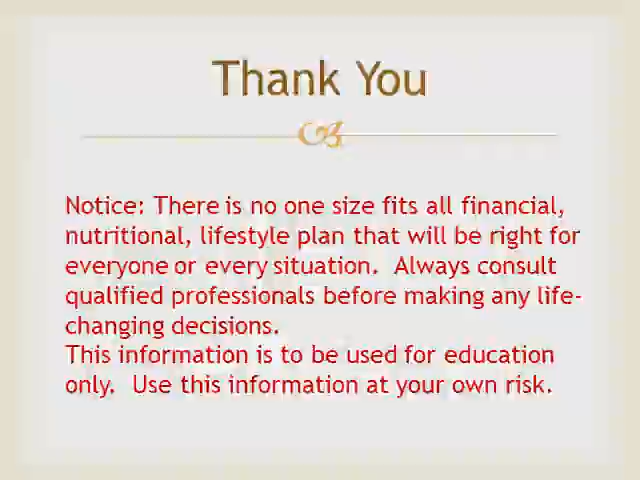 Thank You
Notice: There is no one size fits all financial,
nutritional, lifestyle plan that will be right for
everyone or every situation.  Always consult
qualified professionals before making any life-
changing decisions.
This information is to be used for education
only.  Use this information at your own risk.